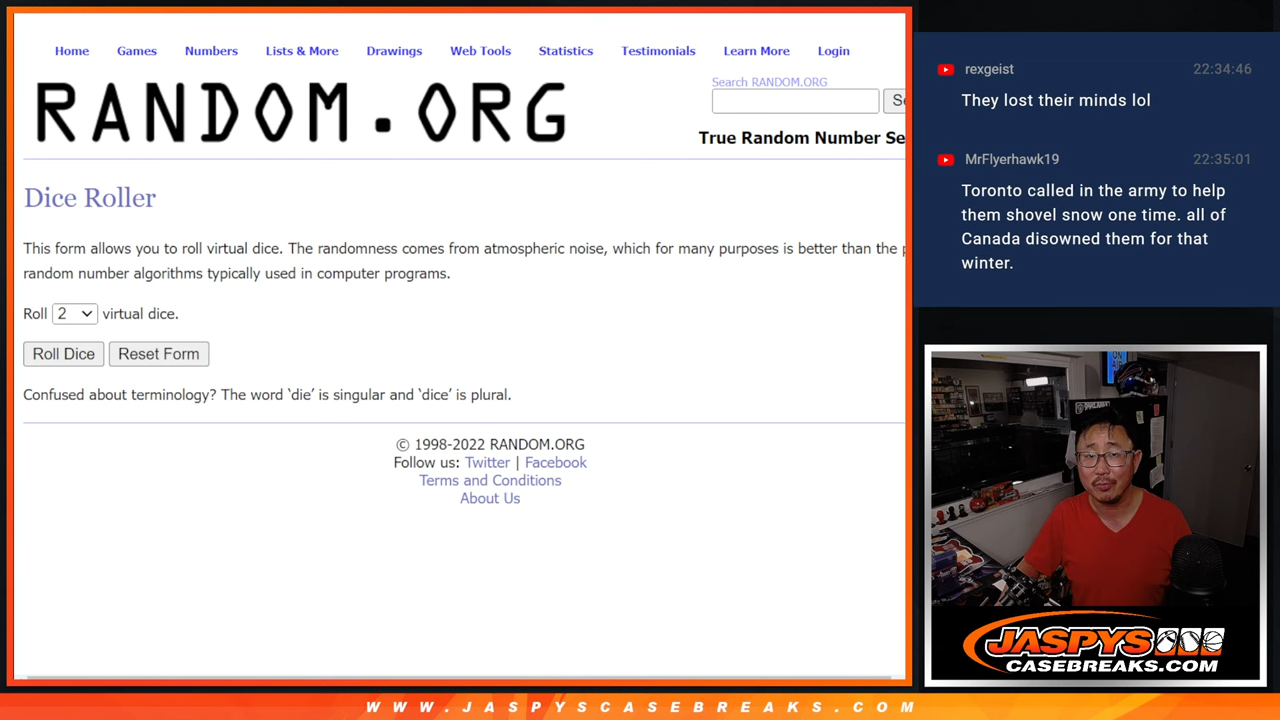 Home Games Numbers Lists & More Drawings Web Tools Statistics Testimonials Learn More Login
RANDOM.ORG
Search RANDOM.ORG
True Random Number Se
Dice Roller
This form allows you to roll virtual dice. The randomness comes from atmospheric noise, which for many purposes is better than the p
random number algorithms typically used in computer programs.
Roll 2 virtual dice.
Roll Dice Reset Form
Confused about terminology? The word ‘die’ is singular and ‘dice’ is plural.
© 1998-2022 RANDOM.ORG
Follow us: Twitter | Facebook
Terms and Conditions
About Us
rexgeist 22:34:46
They lost their minds lol
MrFlyerhawk19 22:35:01
Toronto called in the army to help
them shovel snow one time. all of
Canada disowned them for that
winter.
ON
AIR
JASPYS
CASEBREAKS.COM
WWW.JASPYSCASEBREAKS.COM